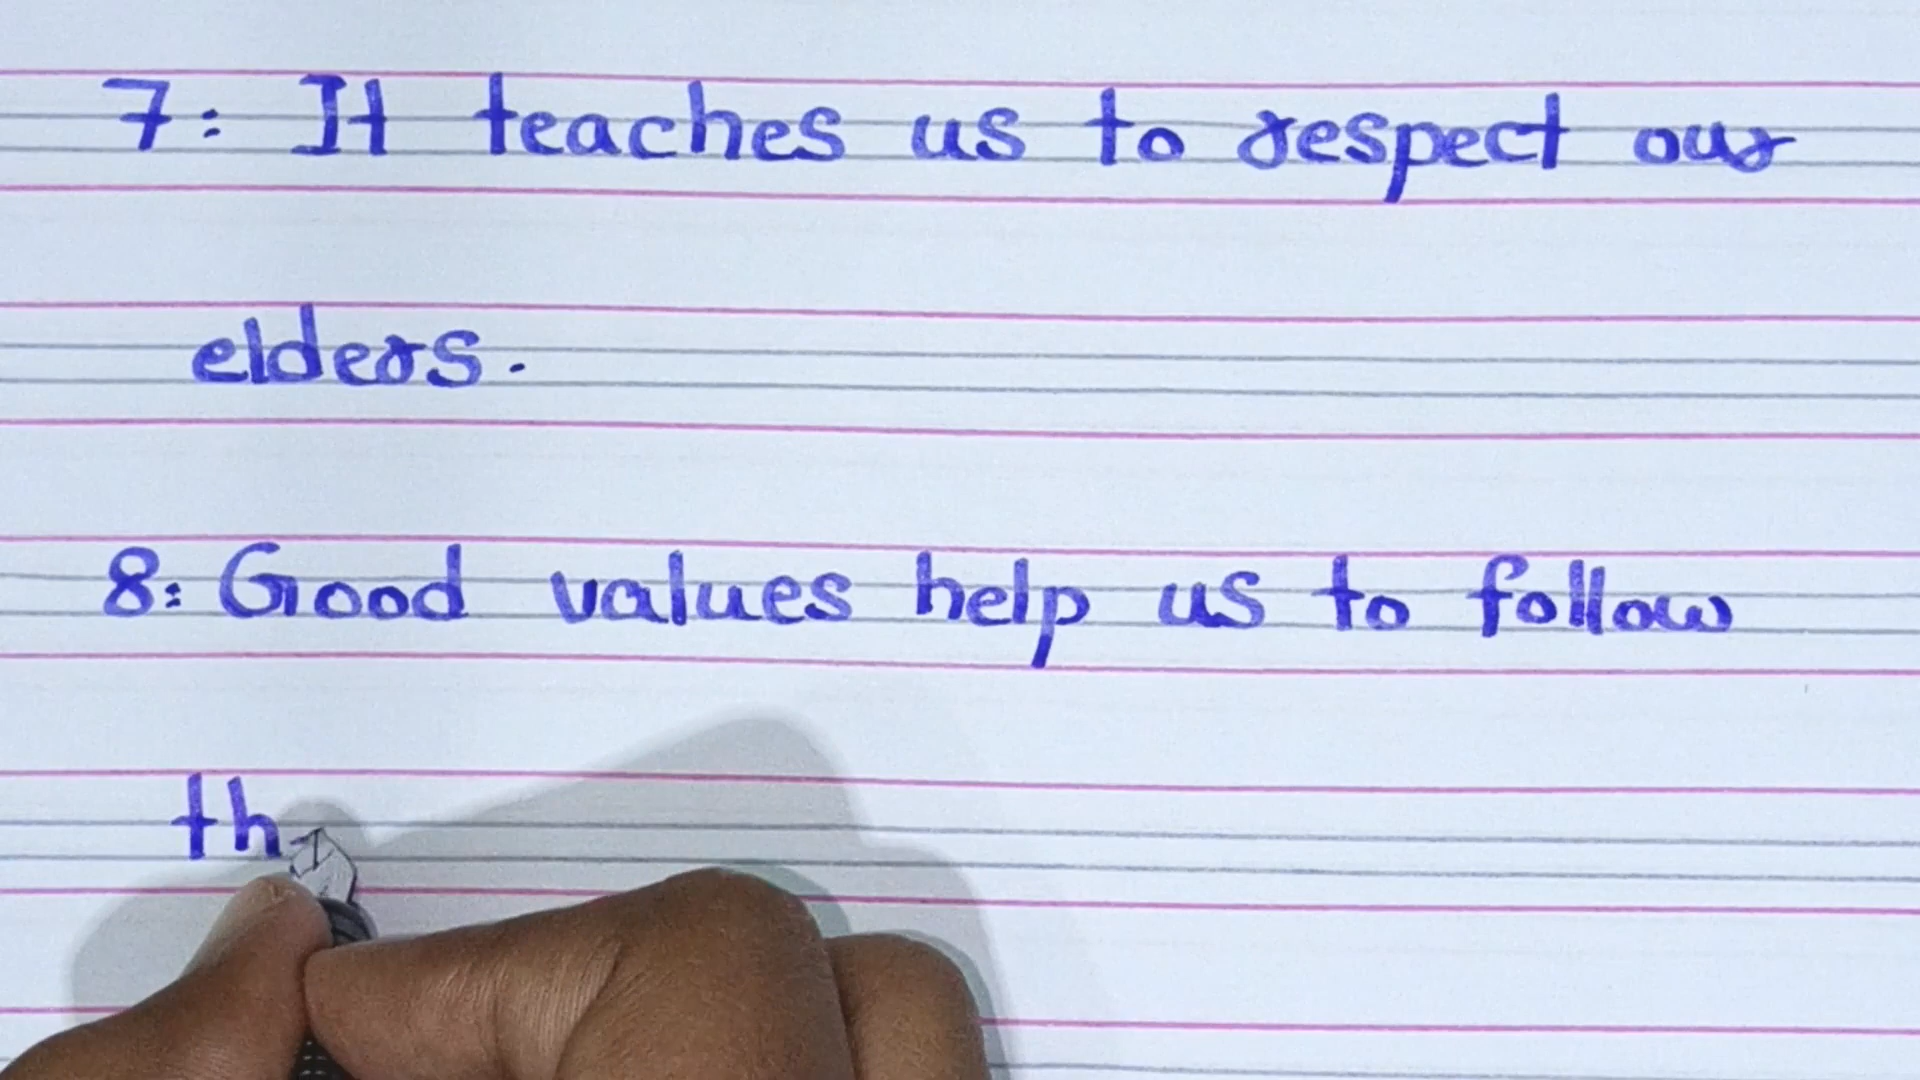 7: It teaches us to respect our
elders.
8: Good values help us to follow
th